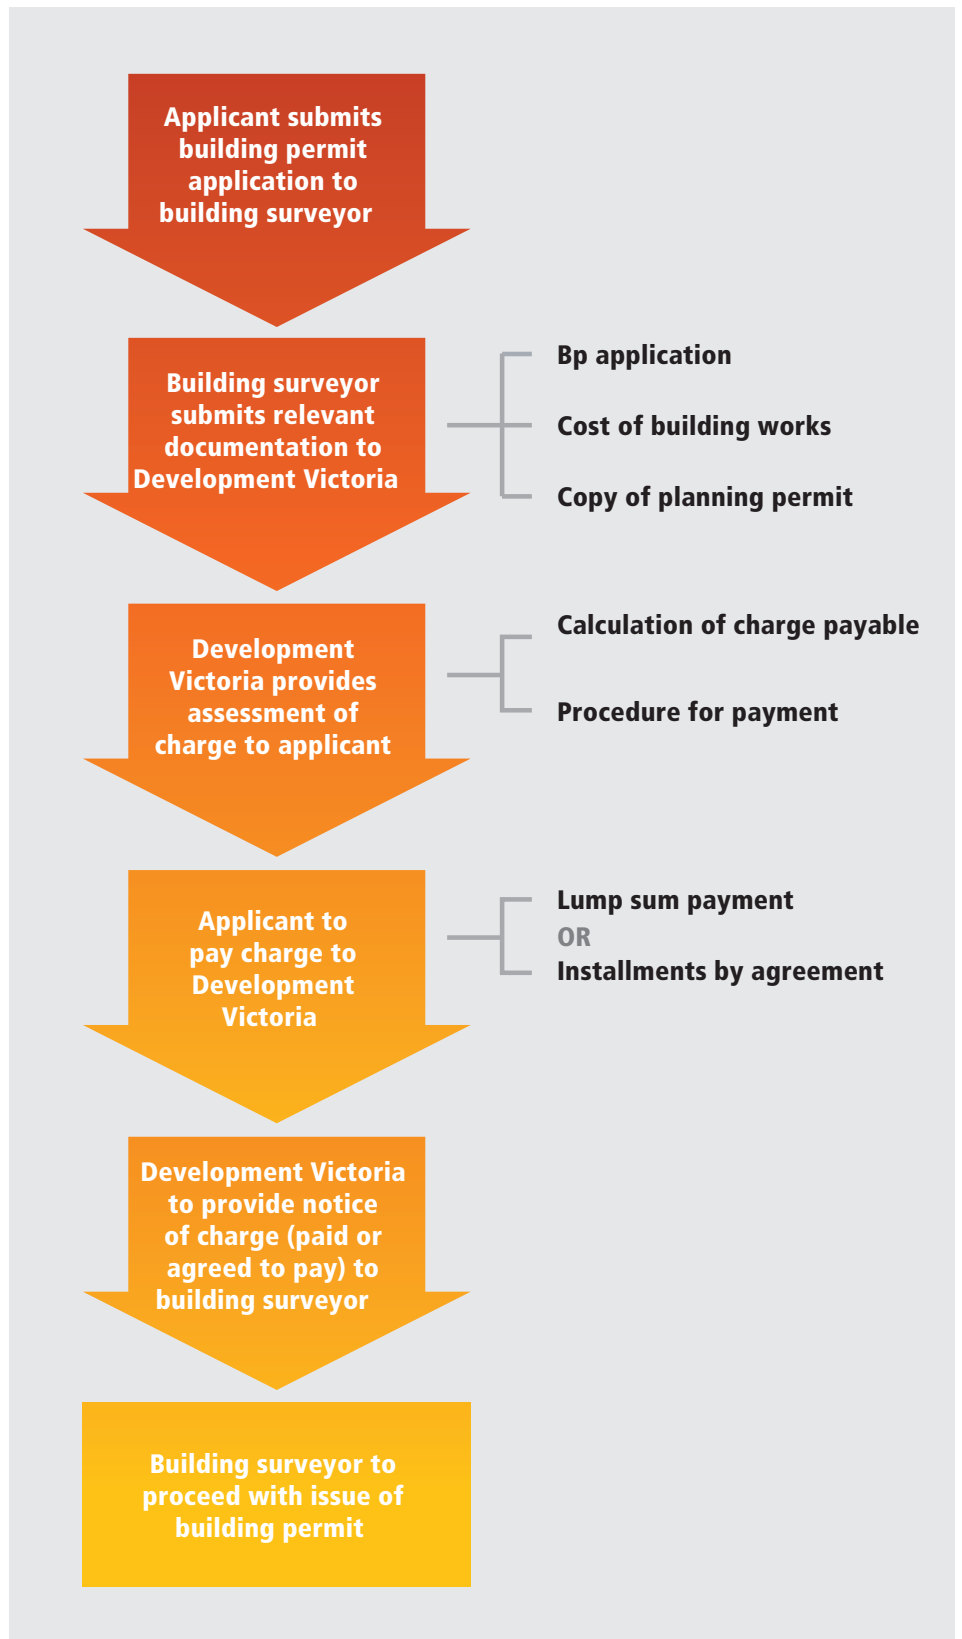 Applicant submits
building permit
application to
building surveyor
Building surveyor
submits relevant
documentation to
Development Victoria
Bp application
Cost of building works
Copy of planning permit
Development
Victoria provides
assessment of
charge to applicant
Calculation of charge payable
Procedure for payment
Applicant to
pay charge to
Development
Victoria
Lump sum payment
OR
Installments by agreement
Development Victoria
to provide notice
of charge (paid or
agreed to pay) to
building surveyor
Building surveyor to
proceed with issue of
building permit